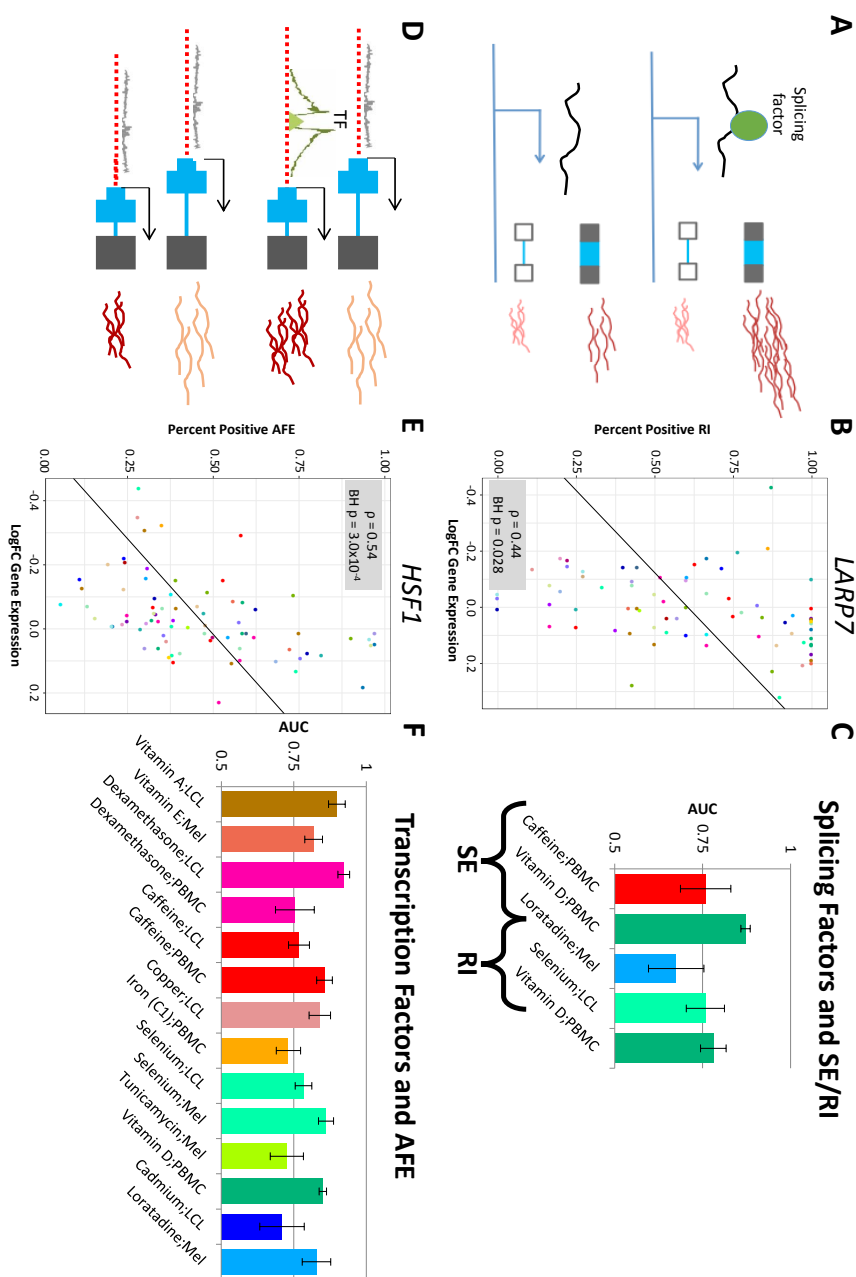 A
Splicing
factor
B
LARP7
Percent Positive RI
1.00
0.75
0.50
0.25
0.00
ρ = 0.44
BH p = 0.028
-0.4
-0.2
0.0
0.2
LogFC Gene Expression
C
Splicing Factors and SE/RI
AUC
1
0.75
0.5
Caffeine;PBMC
Vitamin D;PBMC
Loratadine;Mel
Selenium;LCL
Vitamin D;PBMC
SE
RI
D
TF
E
HSF1
Percent Positive AFE
1.00
0.75
0.50
0.25
0.00
ρ = 0.54
BH p = 3.0x10⁻⁴
-0.4
-0.2
0.0
0.2
LogFC Gene Expression
F
Transcription Factors and AFE
AUC
1
0.75
0.5
Vitamin A;LCL
Vitamin E;Mel
Dexamethasone;LCL
Dexamethasone;PBMC
Caffeine;LCL
Caffeine;PBMC
Copper;LCL
Iron (C1);PBMC
Selenium;LCL
Selenium;Mel
Tunicamycin;Mel
Vitamin D;PBMC
Cadmium;LCL
Loratadine;Mel